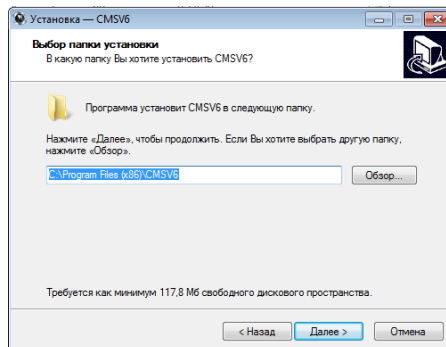 Установка — CMSV6
Выбор папки установки
В какую папку Вы хотите установить CMSV6?
Программа установит CMSV6 в следующую папку.
Нажмите «Далее», чтобы продолжить. Если Вы хотите выбрать другую папку,
нажмите «Обзор».
C:\Program Files (x86)\CMSV6
Обзор...
Требуется как минимум 117,8 Мб свободного дискового пространства.
< Назад
Далее >
Отмена